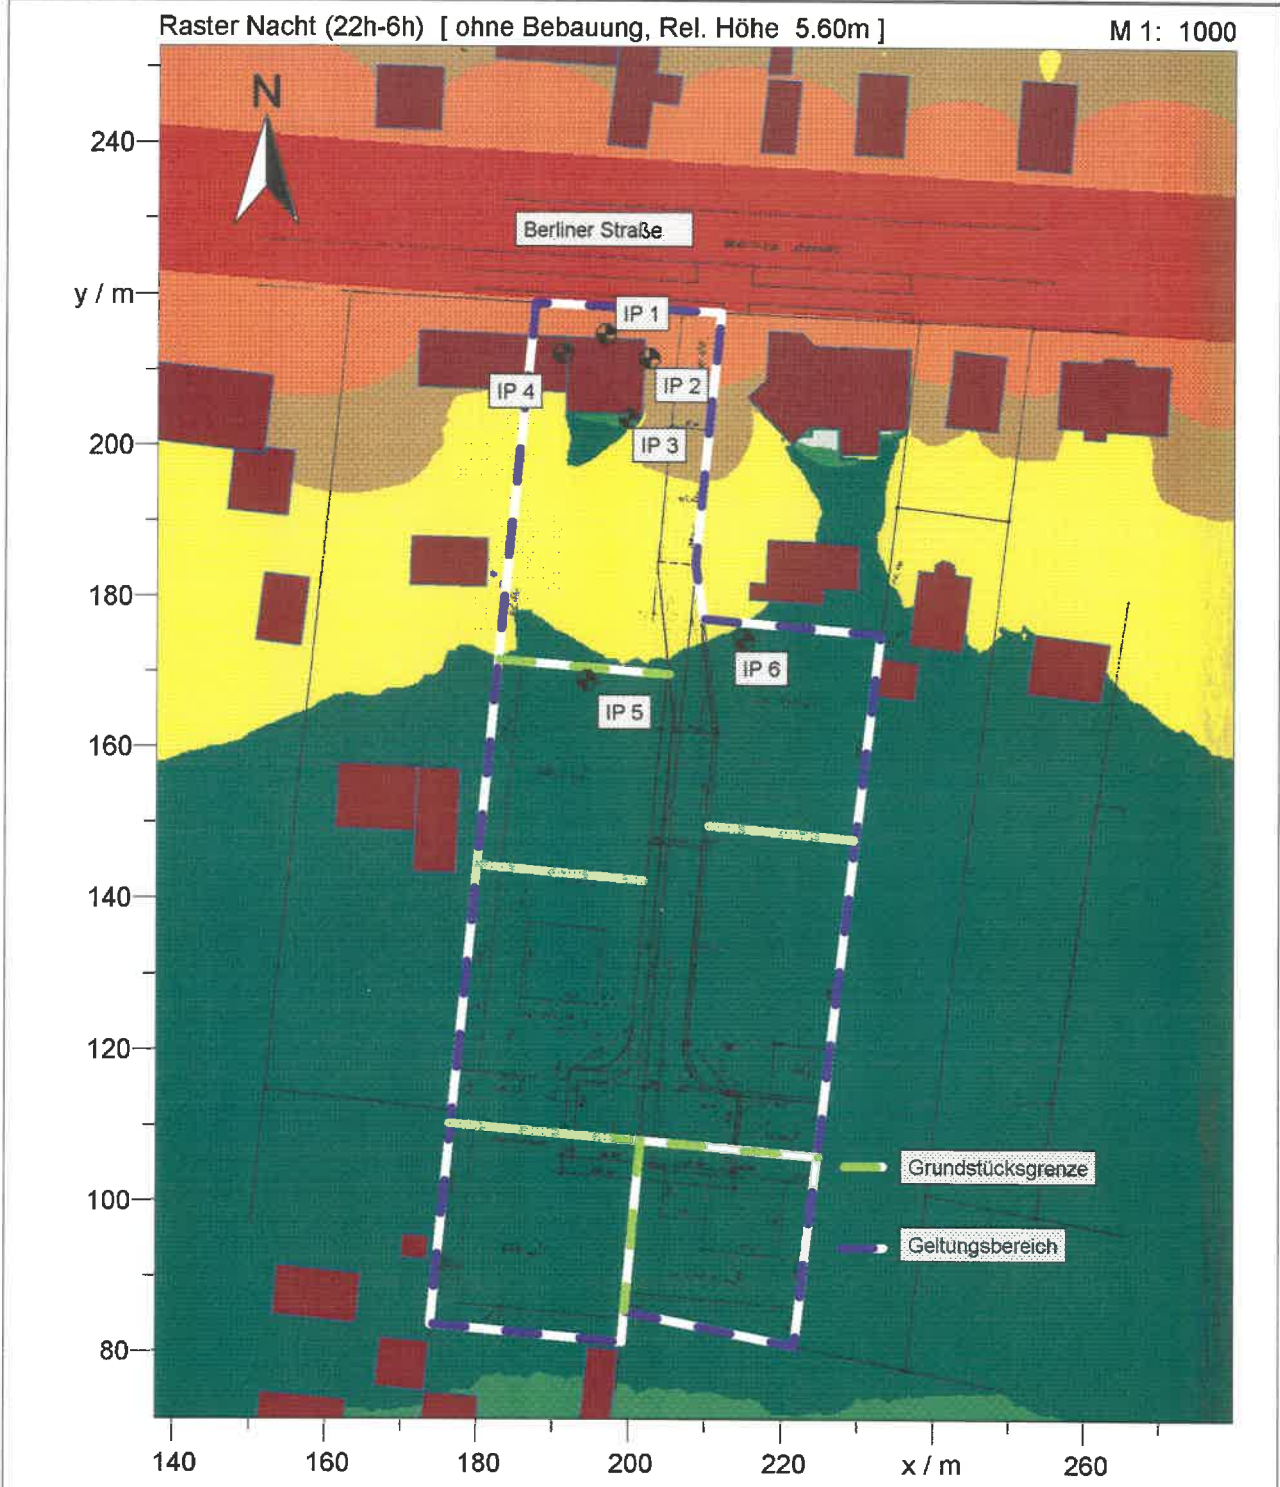 Raster Nacht (22h-6h) [ ohne Bebauung, Rel. Höhe 5.60m ] M 1: 1000
N
240
Berliner Straße
y / m
IP 1
IP 4
IP 2
IP 3
200
180
IP 6
IP 5
160
140
120
Grundstücksgrenze
100
Geltungsbereich
80
140 160 180 200 220 x / m 260